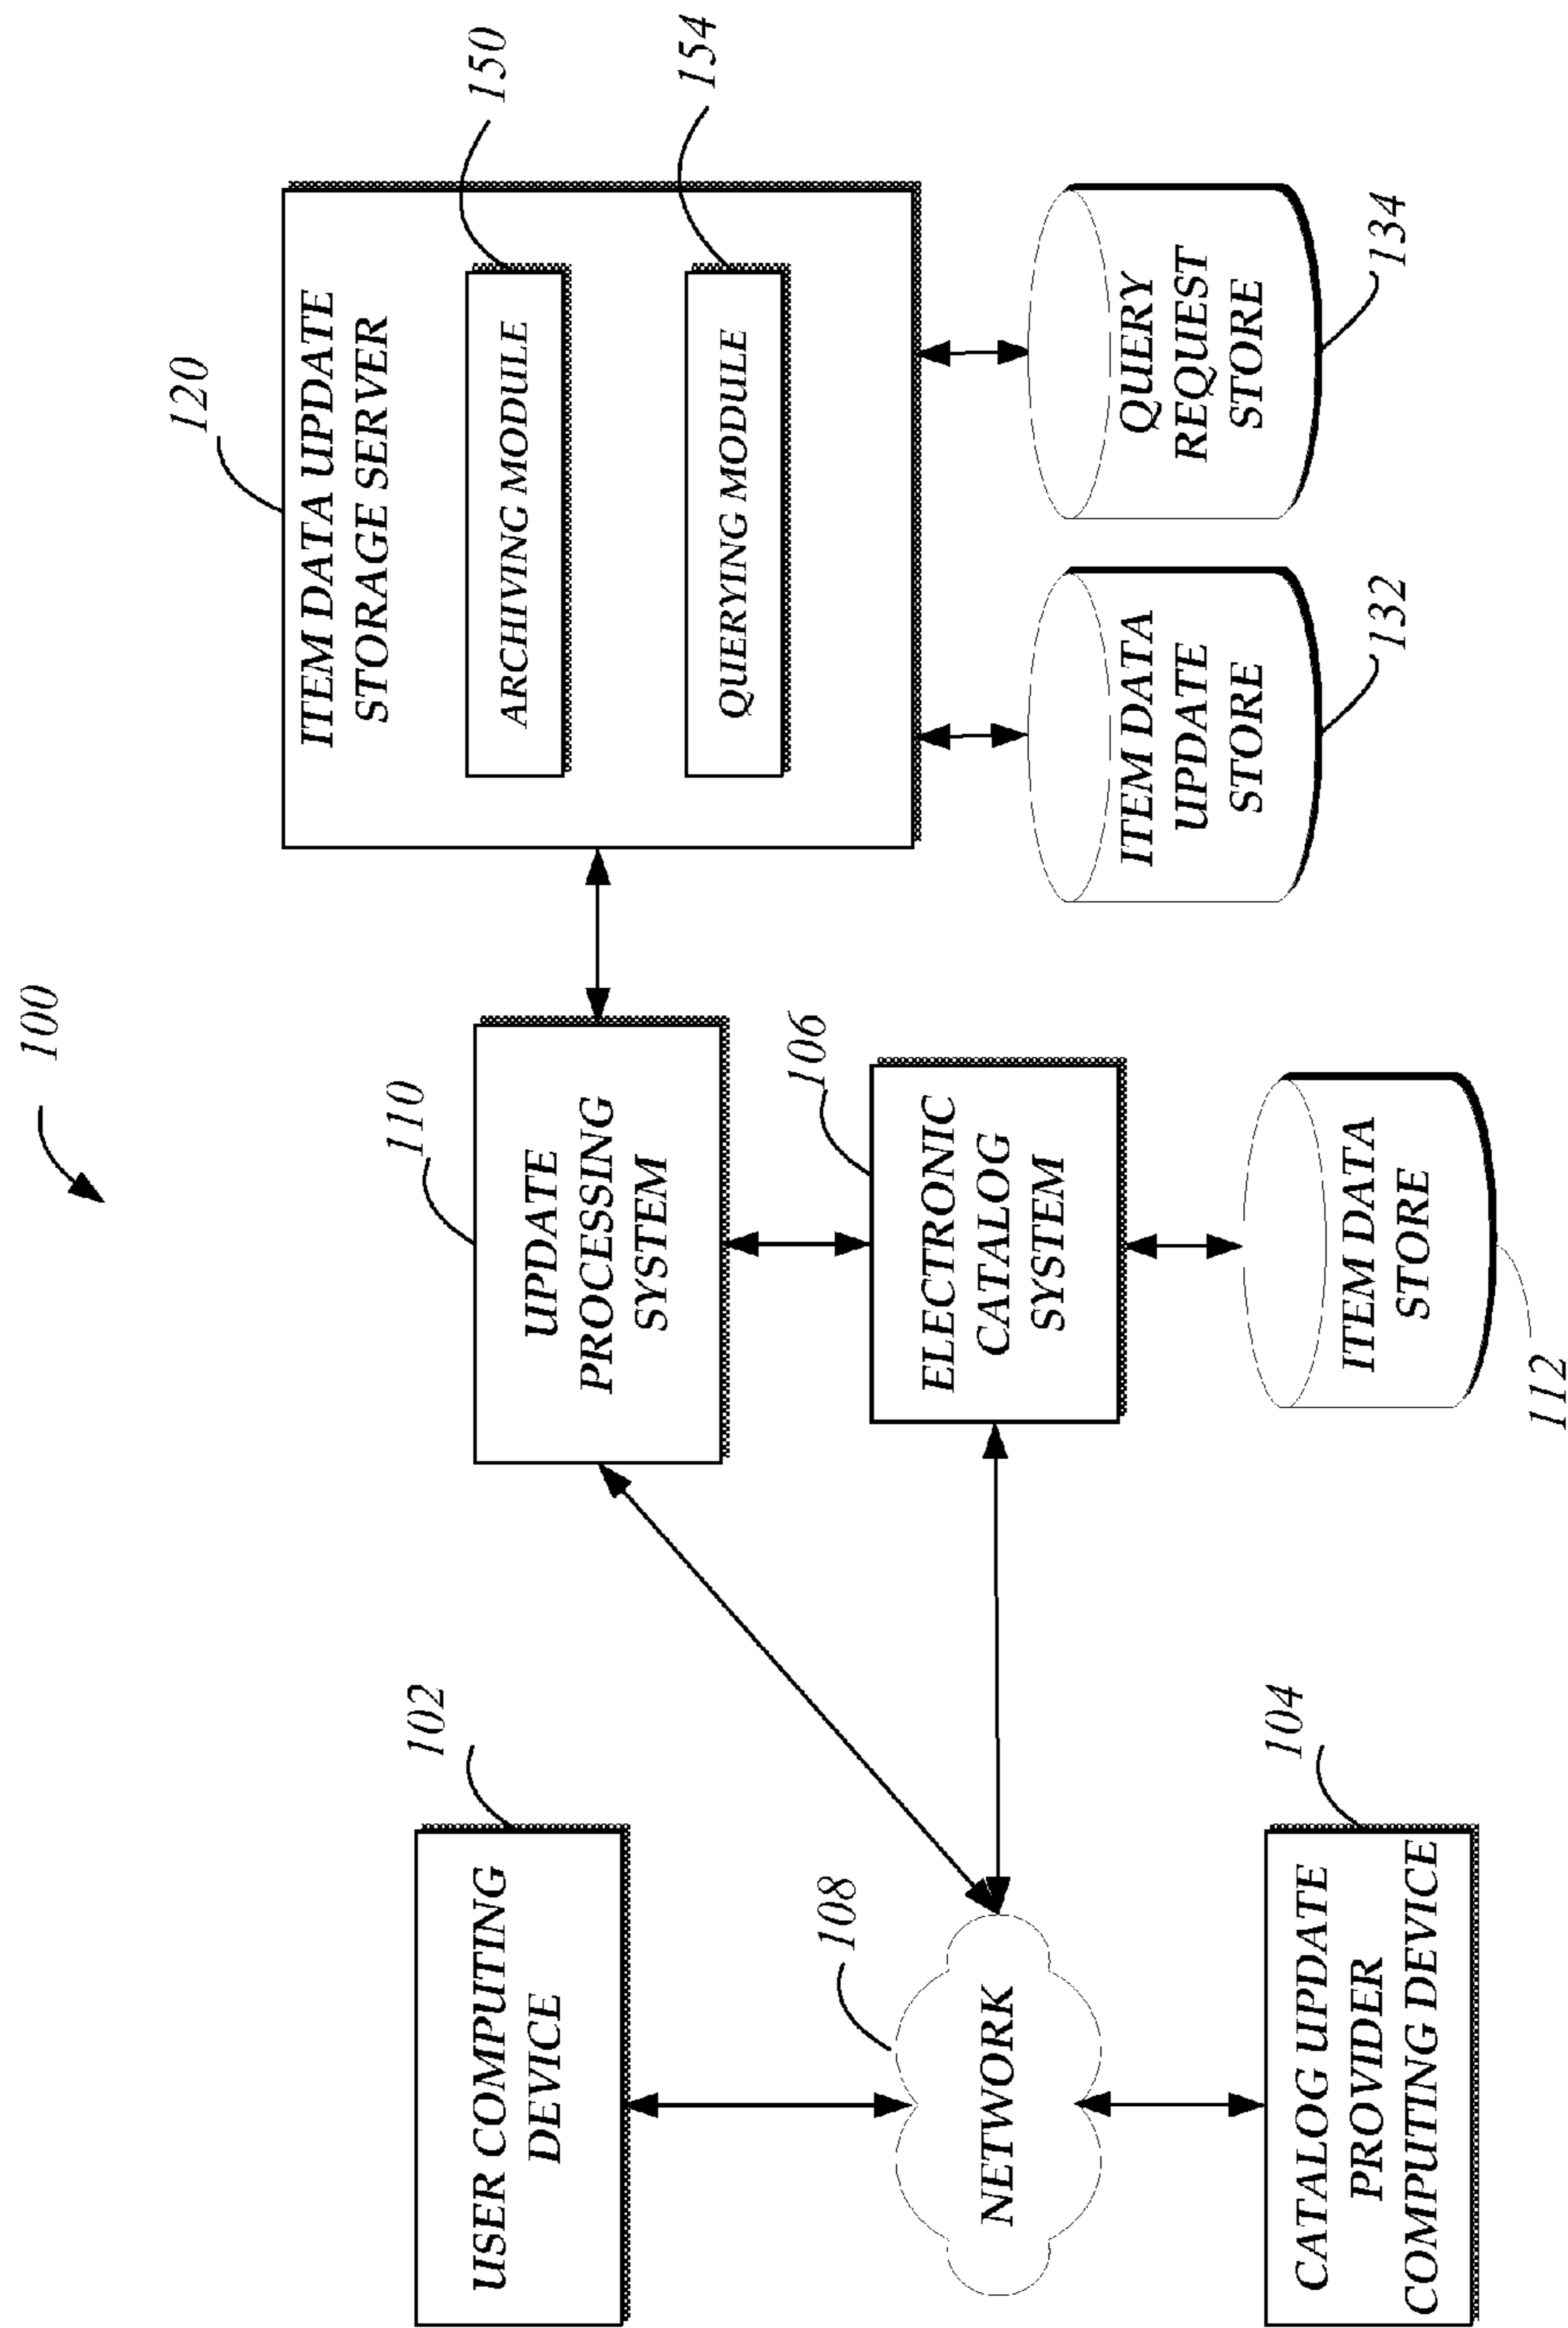 100
102
USER COMPUTING
DEVICE
108
NETWORK
104
CATALOG UPDATE
PROVIDER
COMPUTING DEVICE
110
UPDATE
PROCESSING
SYSTEM
106
ELECTRONIC
CATALOG
SYSTEM
ITEM DATA
STORE
112
120
ITEM DATA UPDATE
STORAGE SERVER
ARCHIVING MODULE
150
QUERYING MODULE
154
ITEM DATA
UPDATE
STORE
132
QUERY
REQUEST
STORE
134